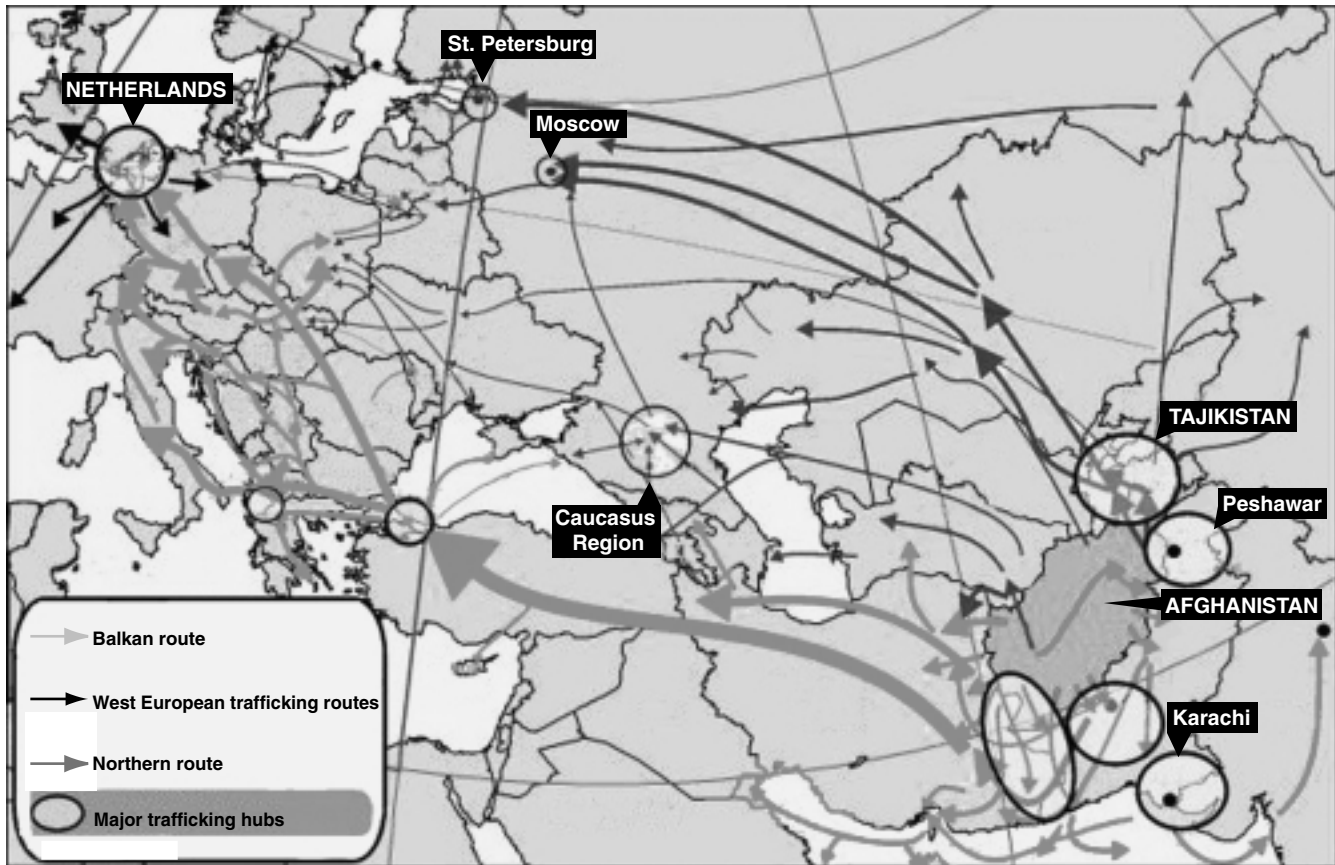 St. Petersburg
NETHERLANDS
Moscow
TAJIKISTAN
Peshawar
Caucasus
Region
AFGHANISTAN
Karachi
Balkan route
West European trafficking routes
Northern route
Major trafficking hubs